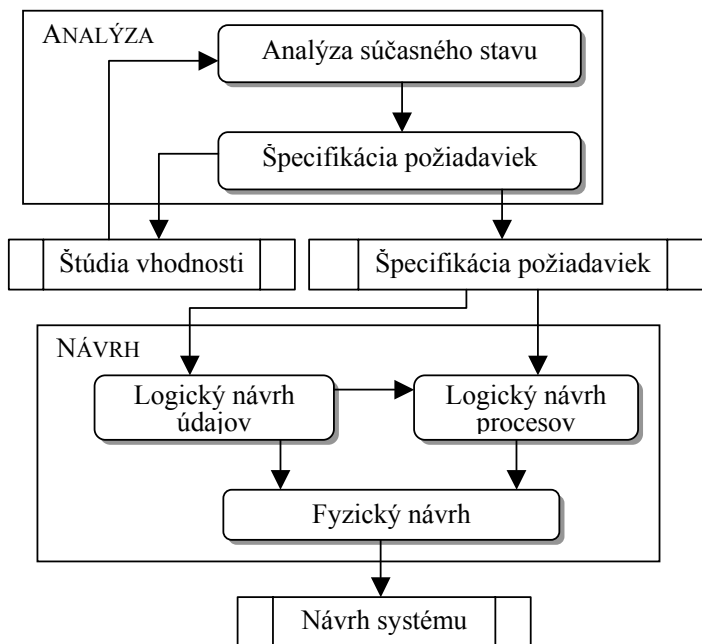 ANALÝZA
Analýza súčasného stavu
Špecifikácia požiadaviek
Štúdia vhodnosti
Špecifikácia požiadaviek
NÁVRH
Logický návrh
údajov
Logický návrh
procesov
Fyzický návrh
Návrh systému